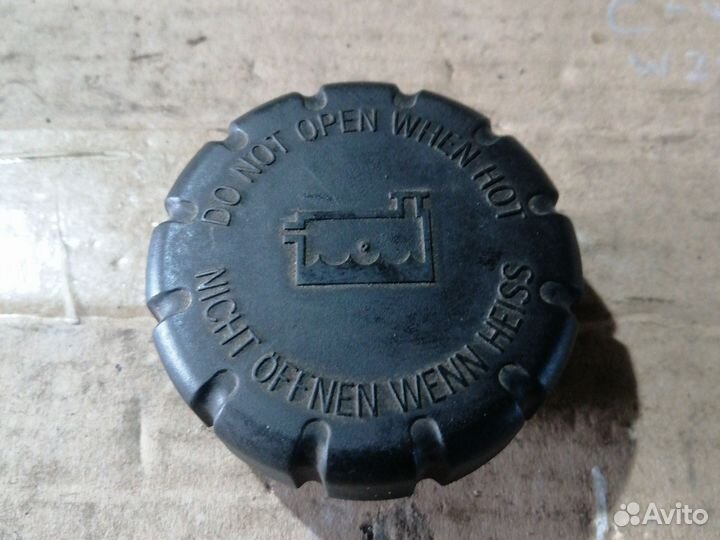 DO NOT OPEN WHEN HOT
NICHT ÖFFNEN WENN HEISS
Avito